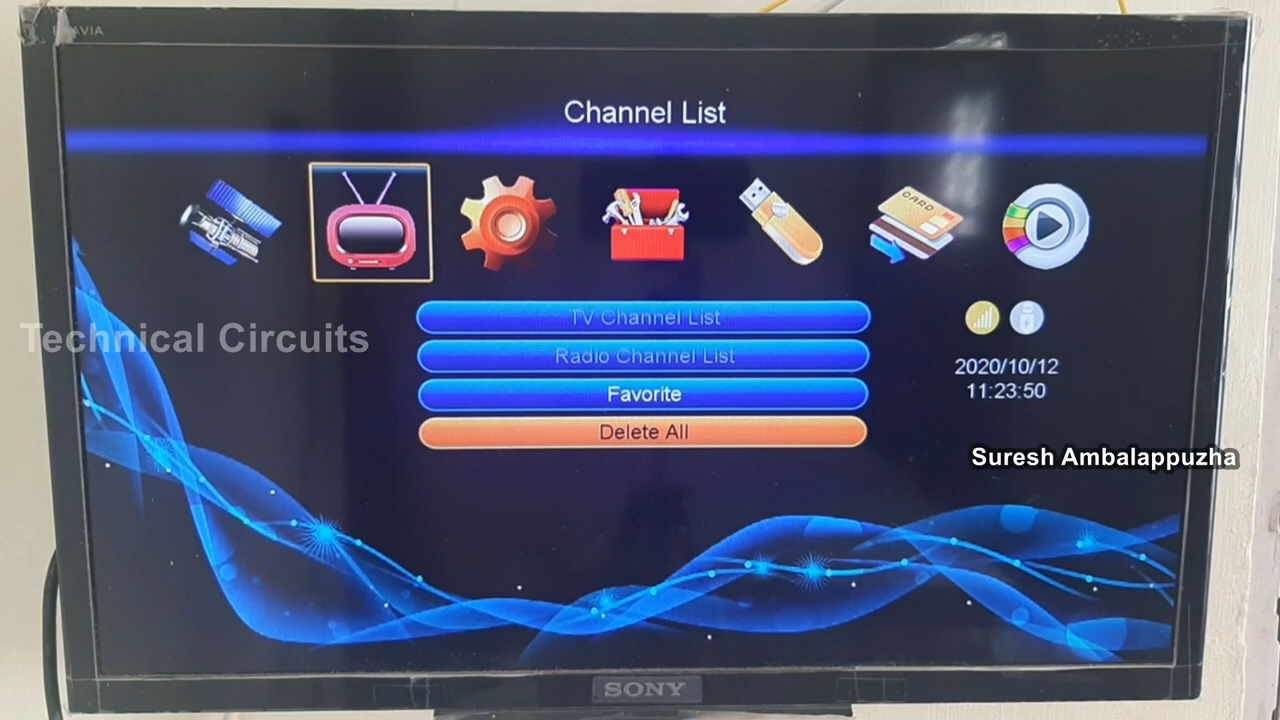 BRAVIA
Channel List
CARD
TV Channel List
Technical Circuits
Radio Channel List
2020/10/12
Favorite
11:23:50
Delete All
Suresh Ambalappuzha
SONY